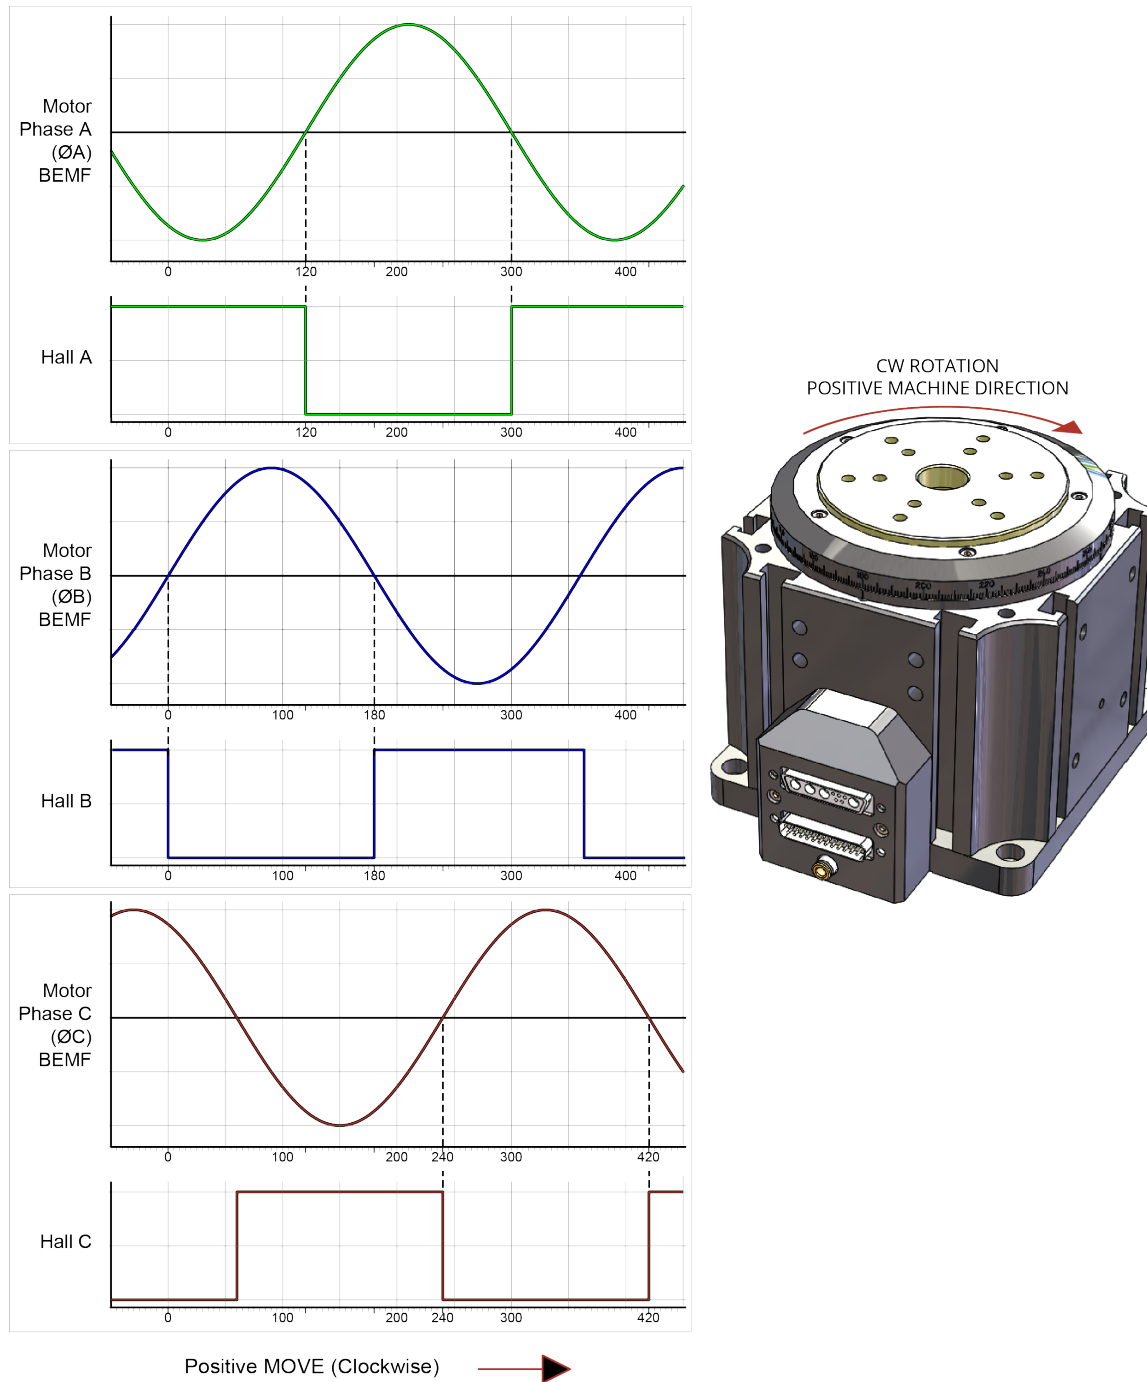 Motor
Phase A
(ØA)
BEMF
0 120 200 300 400
Hall A
0 120 200 300 400
Motor
Phase B
(ØB)
BEMF
0 100 180 300 400
Hall B
0 100 180 300 400
Motor
Phase C
(ØC)
BEMF
0 100 200 240 300 420
Hall C
0 100 200 240 300 420
Positive MOVE (Clockwise)
CW ROTATION
POSITIVE MACHINE DIRECTION
200